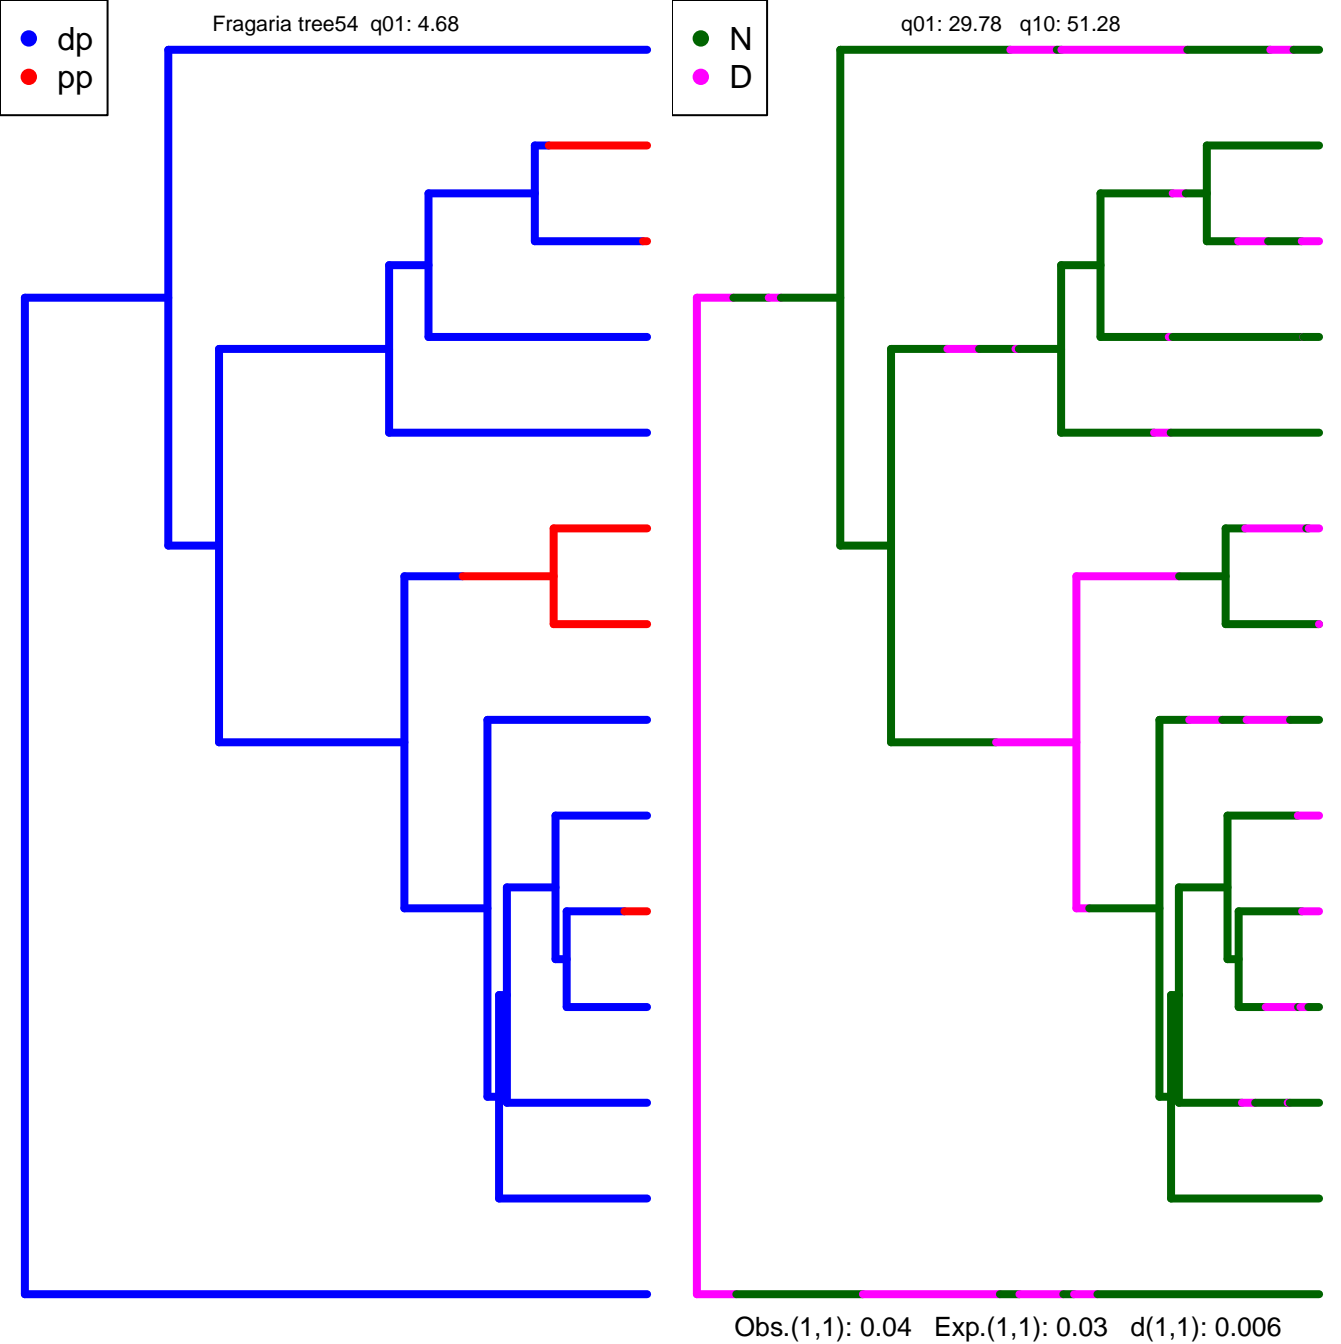 Fragaria tree54  q01: 4.68
dp
pp
q01: 29.78   q10: 51.28
N
D
Obs.(1,1): 0.04   Exp.(1,1): 0.03   d(1,1): 0.006